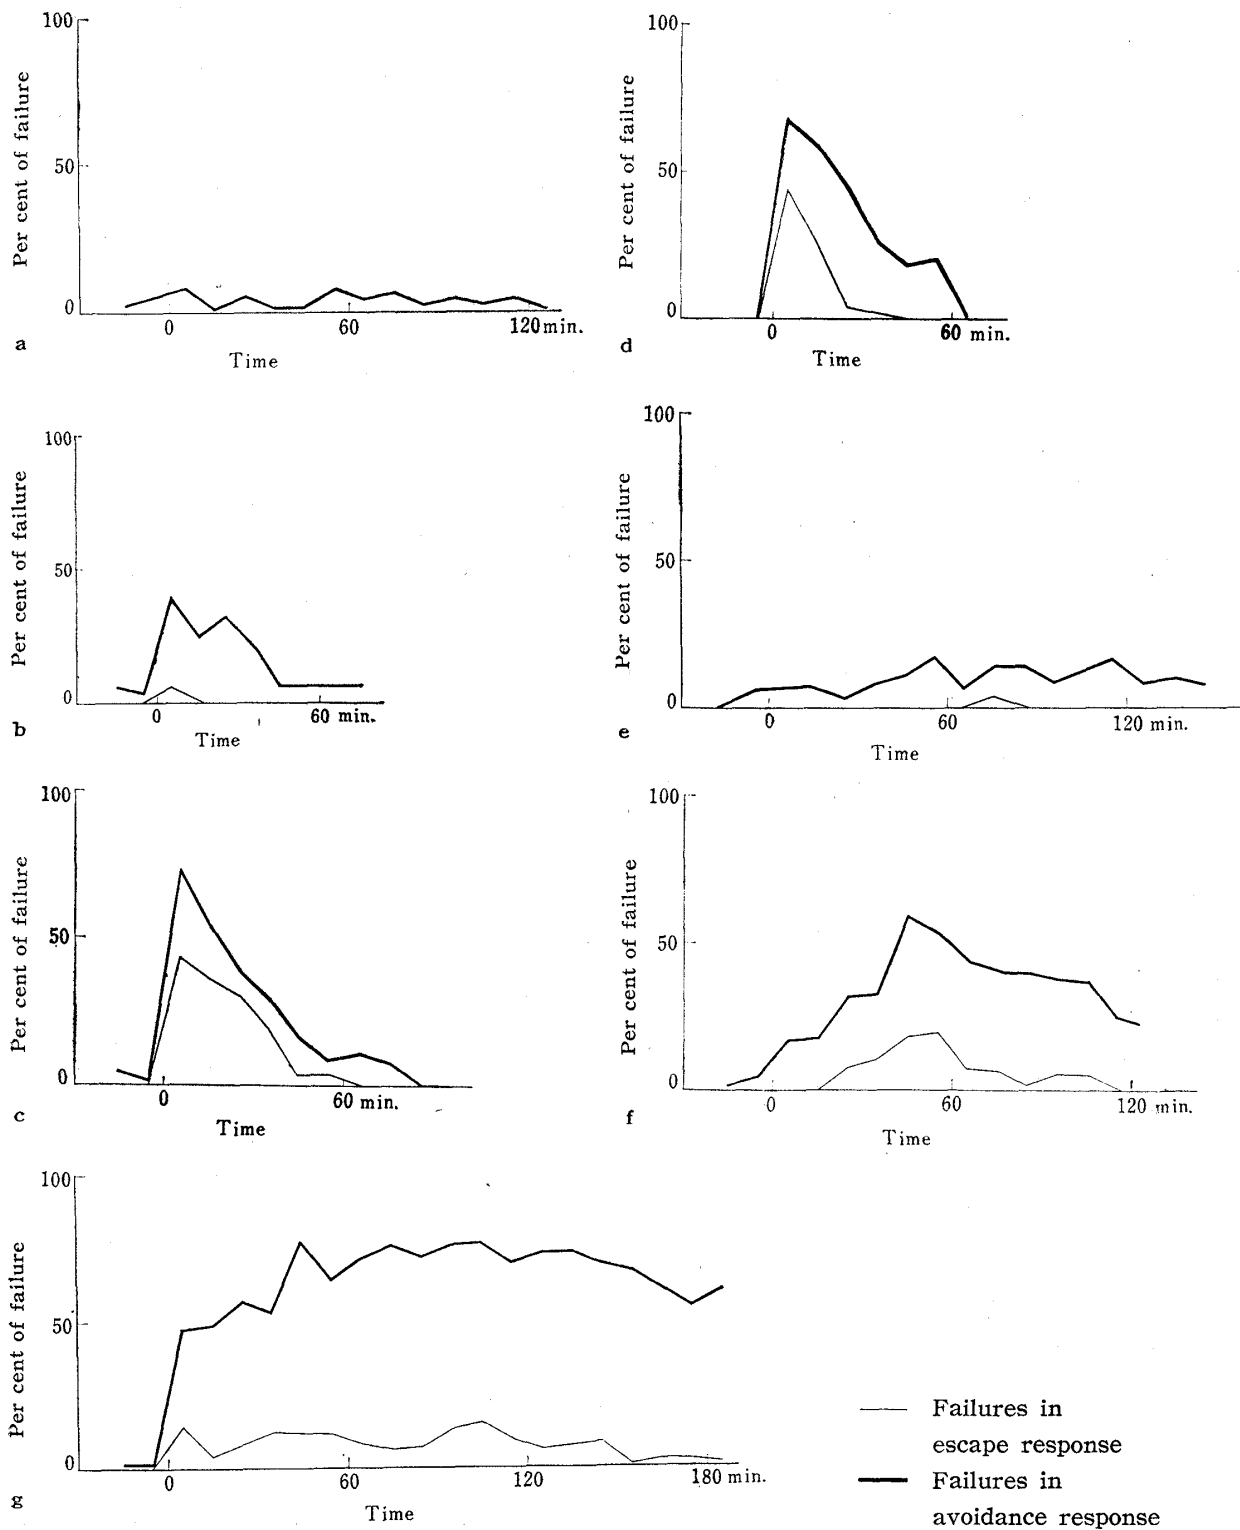 100
50
0
Per cent of failure
0 60 120 min.
Time
a
100
50
0
Per cent of failure
0 60 min.
Time
d
100
50
0
Per cent of failure
0 60 min.
Time
b
100
50
0
Per cent of failure
0 60 120 min.
Time
e
100
50
0
Per cent of failure
0 60 min.
Time
c
100
50
0
Per cent of failure
0 60 120 min.
Time
f
100
50
0
Per cent of failure
0 60 120 180 min.
Time
g
Failures in
escape response
Failures in
avoidance response